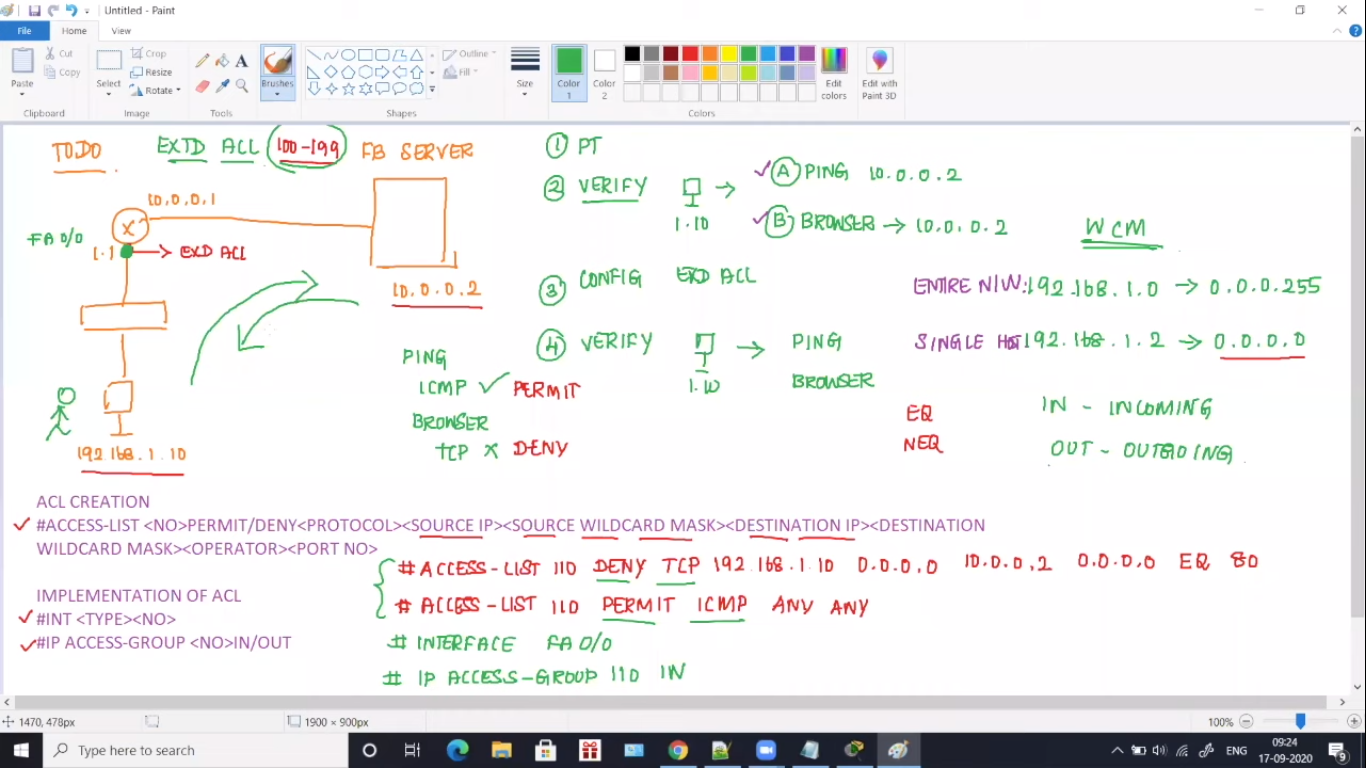 Untitled - Paint
File
Home
View
Paste
Cut
Copy
Clipboard
Select
Crop
Resize
Rotate
Image
Tools
Brushes
Shapes
Outline
Fill
Size
Color 1
Color 2
Colors
Edit colors
Edit with Paint 3D
TODO EXTD ACL 100-199 FB SERVER
10.0.0.1
X
FA 0/0
1.1
EXD ACL
10.0.0.2
192.168.1.10
PING
ICMP ✓ PERMIT
BROWSER
TCP X DENY
① PT
② VERIFY → ✓ Ⓐ PING 10.0.0.2
1.10 ✓ Ⓑ BROWSER → 10.0.0.2
③ CONFIG EXD ACL
④ VERIFY → PING
1.10 BROWSER
WCM
ENTIRE N/W: 192.168.1.0 → 0.0.0.255
SINGLE HOST 192.168.1.2 → 0.0.0.0
EQ
NEQ
IN - INCOMING
OUT - OUTGOING
ACL CREATION
#ACCESS-LIST <NO>PERMIT/DENY<PROTOCOL><SOURCE IP><SOURCE WILDCARD MASK><DESTINATION IP><DESTINATION
WILDCARD MASK><OPERATOR><PORT NO>
# ACCESS-LIST 110 DENY TCP 192.168.1.10 0.0.0.0 10.0.0.2 0.0.0.0 EQ 80
# ACCESS-LIST 110 PERMIT ICMP ANY ANY
IMPLEMENTATION OF ACL
#INT <TYPE><NO>
#IP ACCESS-GROUP <NO>IN/OUT
# INTERFACE FA 0/0
# IP ACCESS-GROUP 110 IN
1470, 478px
1900 × 900px
100%
Type here to search
ENG
09:24
17-09-2020
9